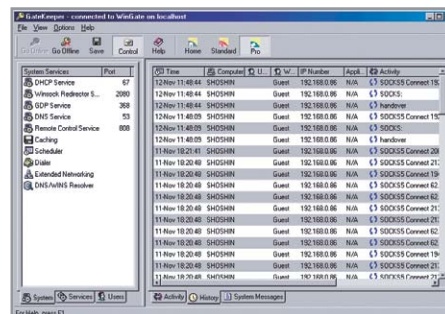 GateKeeper - connected to WinGate on localhost
File View Options Help
Go Online Go Offline Save Control Help Home Standard Pro
System Services Port
DHCP Service 67
Winsock Redirector S... 2080
GDP Service 368
DNS Service 53
Remote Control Service 808
Caching
Scheduler
Dialer
Extended Networking
DNS/WINS Resolver
System Services Users
Time Computer U... W... IP Number Appli... Activity
12-Nov 11:48:44 SHOSHIN Guest 192.168.0.86 N/A SOCKS5 Connect 192
12-Nov 11:48:44 SHOSHIN Guest 192.168.0.86 N/A SOCKS:
12-Nov 11:48:44 SHOSHIN Guest 192.168.0.86 N/A handover
12-Nov 11:48:09 SHOSHIN Guest 192.168.0.86 N/A SOCKS5 Connect 192
12-Nov 11:48:09 SHOSHIN Guest 192.168.0.86 N/A SOCKS:
12-Nov 11:48:09 SHOSHIN Guest 192.168.0.86 N/A handover
11-Nov 18:21:41 SHOSHIN Guest 192.168.0.86 N/A SOCKS5 Connect
11-Nov 18:20:48 SHOSHIN Guest 192.168.0.86 N/A SOCKS5 Connect
11-Nov 18:20:48 SHOSHIN Guest 192.168.0.86 N/A SOCKS5 Connect
11-Nov 18:20:48 SHOSHIN Guest 192.168.0.86 N/A SOCKS5 Connect 62.
11-Nov 18:20:48 SHOSHIN Guest 192.168.0.86 N/A SOCKS5 Connect
11-Nov 18:20:48 SHOSHIN Guest 192.168.0.86 N/A SOCKS5 Connect 62.
11-Nov 18:20:48 SHOSHIN Guest 192.168.0.86 N/A SOCKS5 Connect 62.
11-Nov 18:20:48 SHOSHIN Guest 192.168.0.86 N/A SOCKS5 Connect
11-Nov 18:20:48 SHOSHIN Guest 192.168.0.86 N/A SOCKS5 Connect
Activity History System Messages
For Help, press F1